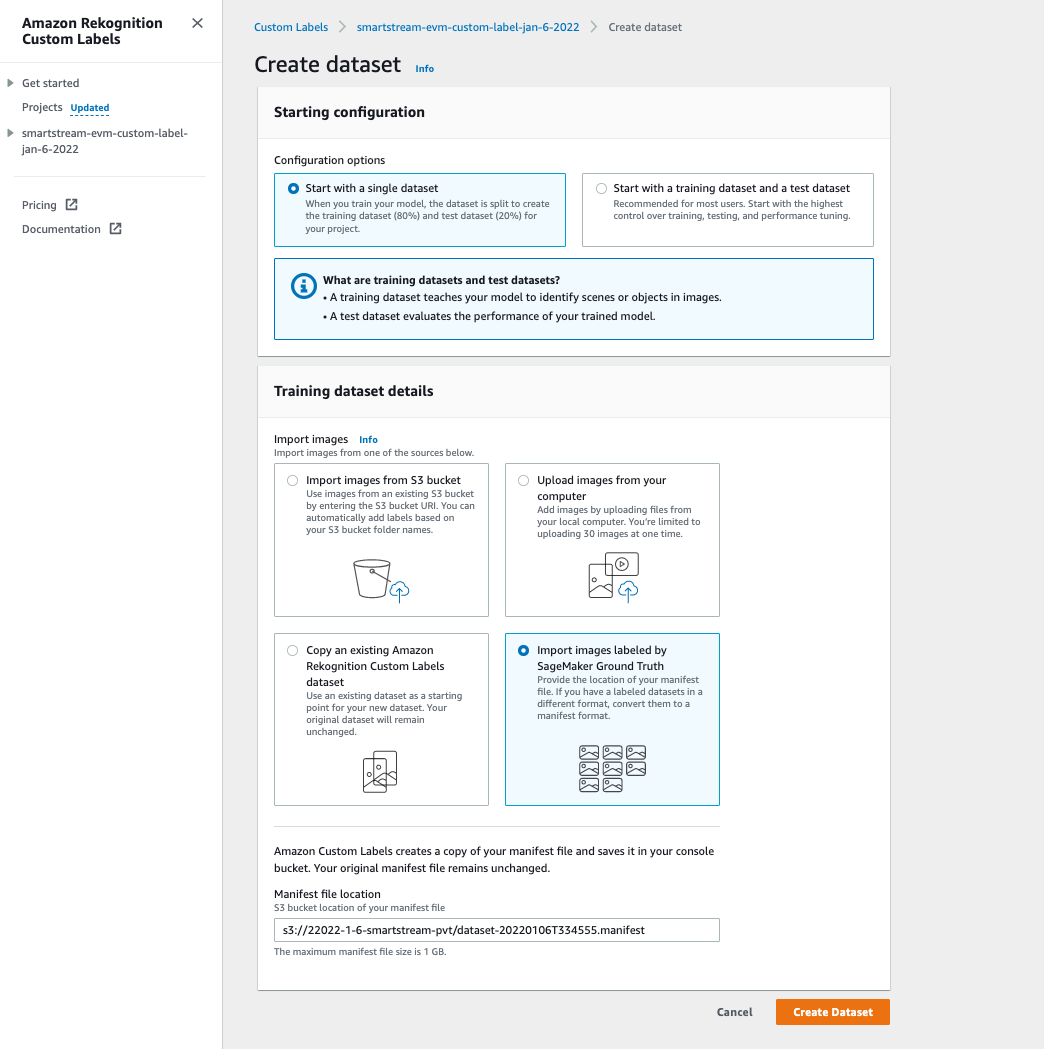 Amazon Rekognition
Custom Labels
Get started
Projects Updated
smartstream-evm-custom-label-
jan-6-2022
Pricing
Documentation
Custom Labels
smartstream-evm-custom-label-jan-6-2022
Create dataset
Create dataset Info
Starting configuration
Configuration options
Start with a single dataset
When you train your model, the dataset is split to create
the training dataset (80%) and test dataset (20%) for
your project.
Start with a training dataset and a test dataset
Recommended for most users. Start with the highest
control over training, testing, and performance tuning.
What are training datasets and test datasets?
• A training dataset teaches your model to identify scenes or objects in images.
• A test dataset evaluates the performance of your trained model.
Training dataset details
Import images Info
Import images from one of the sources below.
Import images from S3 bucket
Use images from an existing S3 bucket
by entering the S3 bucket URI. You can
automatically add labels based on
your S3 bucket folder names.
Upload images from your
computer
Add images by uploading files from
your local computer. You're limited to
uploading 30 images at one time.
Copy an existing Amazon
Rekognition Custom Labels
dataset
Use an existing dataset as a starting
point for your new dataset. Your
original dataset will remain
unchanged.
Import images labeled by
SageMaker Ground Truth
Provide the location of your manifest
file. If you have a labeled datasets in a
different format, convert them to a
manifest format.
Amazon Custom Labels creates a copy of your manifest file and saves it in your console
bucket. Your original manifest file remains unchanged.
Manifest file location
S3 bucket location of your manifest file
s3://22022-1-6-smartstream-pvt/dataset-20220106T334555.manifest
The maximum manifest file size is 1 GB.
Cancel
Create Dataset